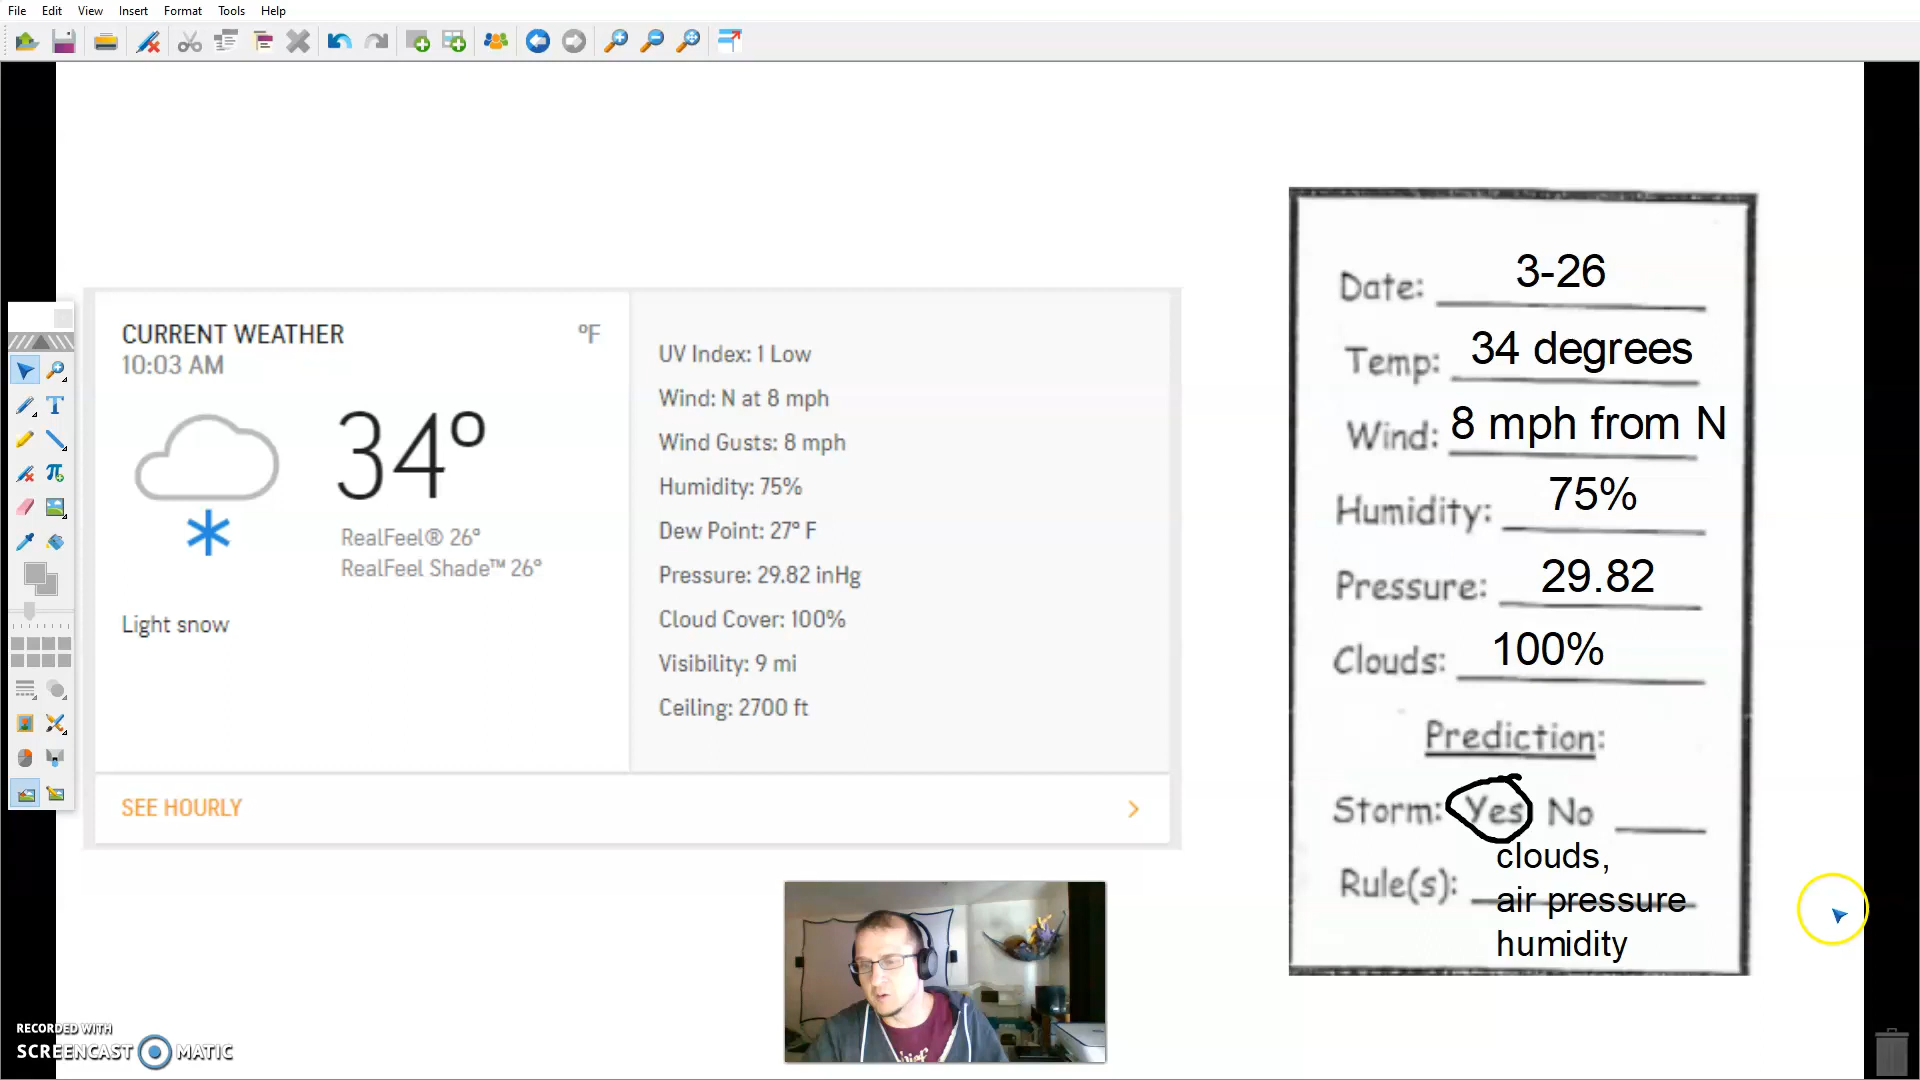 File Edit View Insert Format Tools Help
CURRENT WEATHER
°F
10:03 AM
34°
RealFeel® 26°
RealFeel Shade™ 26°
Light snow
UV Index: 1 Low
Wind: N at 8 mph
Wind Gusts: 8 mph
Humidity: 75%
Dew Point: 27° F
Pressure: 29.82 inHg
Cloud Cover: 100%
Visibility: 9 mi
Ceiling: 2700 ft
SEE HOURLY
Date: 3-26
Temp: 34 degrees
Wind: 8 mph from N
Humidity: 75%
Pressure: 29.82
Clouds: 100%
Prediction:
Storm: Yes No
clouds,
Rule(s): air pressure
humidity
RECORDED WITH
SCREENCAST MATIC